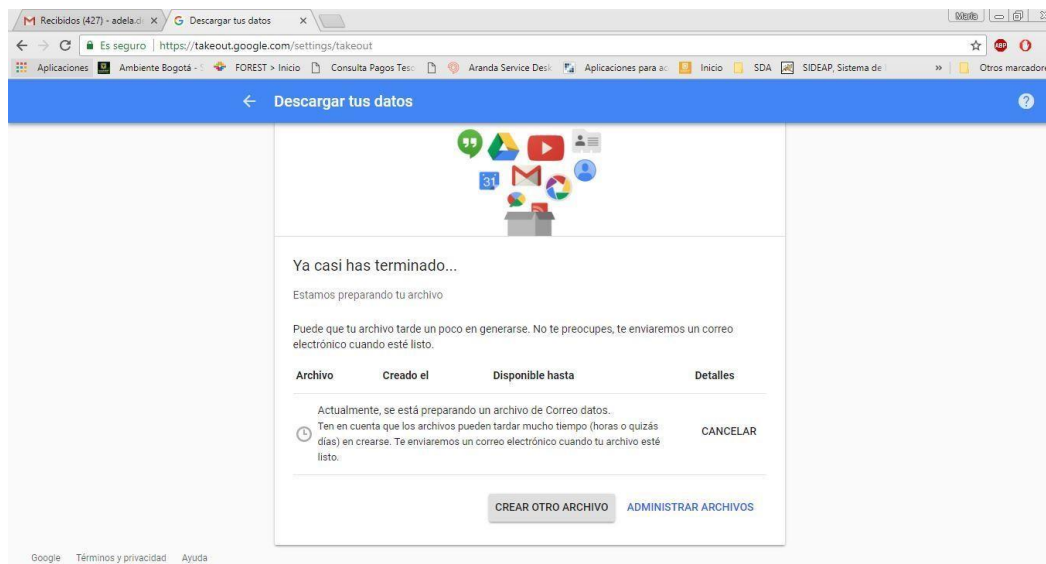 Recibidos (427) - adela.di
Descargar tus datos
Maria
Es seguro | https://takeout.google.com/settings/takeout
Aplicaciones Ambiente Bogotá - S FOREST > Inicio Consulta Pagos Teso Aranda Service Desk Aplicaciones para ac Inicio SDA SIDEAP, Sistema de » Otros marcadore
ABP
Descargar tus datos
31
Ya casi has terminado...
Estamos preparando tu archivo
Puede que tu archivo tarde un poco en generarse. No te preocupes, te enviaremos un correo
electrónico cuando esté listo.
Archivo Creado el Disponible hasta Detalles
Actualmente, se está preparando un archivo de Correo datos.
Ten en cuenta que los archivos pueden tardar mucho tiempo (horas o quizás
días) en crearse. Te enviaremos un correo electrónico cuando tu archivo esté
listo.
CANCELAR
CREAR OTRO ARCHIVO ADMINISTRAR ARCHIVOS
Google Términos y privacidad Ayuda